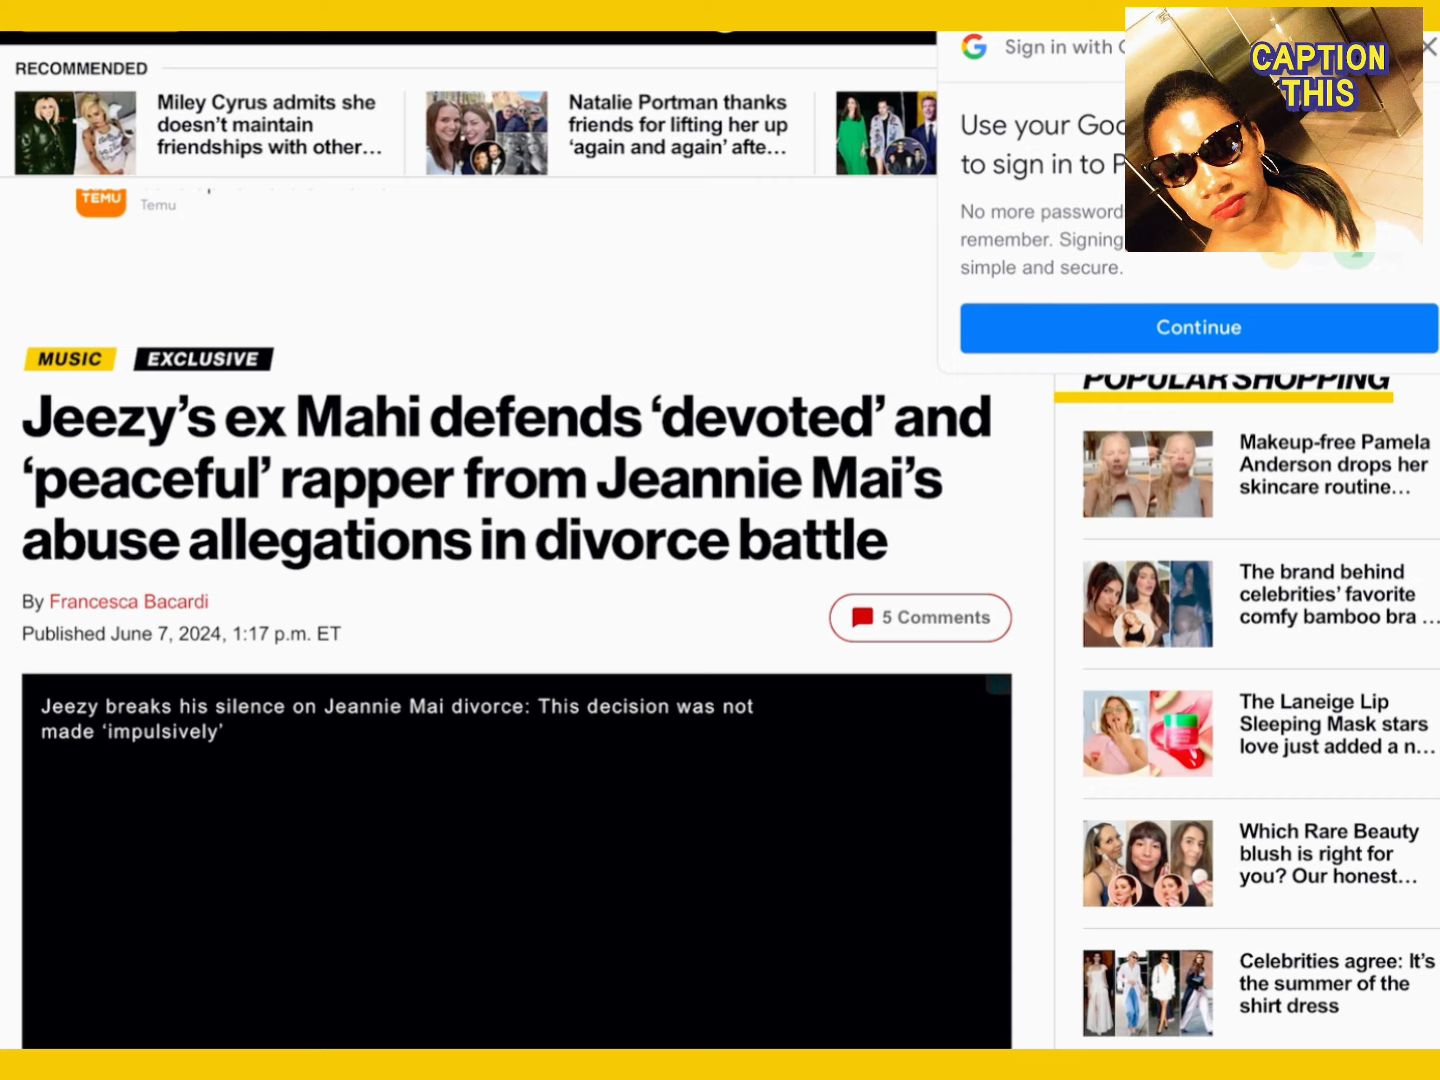 RECOMMENDED
Miley Cyrus admits she
doesn't maintain
friendships with other...
Natalie Portman thanks
friends for lifting her up
'again and again' afte...
TEMU
Temu
Sign in with
Use your Goo
to sign in to P
No more password
remember. Signing
simple and secure.
Continue
CAPTION
THIS
MUSIC
EXCLUSIVE
Jeezy's ex Mahi defends 'devoted' and
'peaceful' rapper from Jeannie Mai's
abuse allegations in divorce battle
By Francesca Bacardi
Published June 7, 2024, 1:17 p.m. ET
5 Comments
Jeezy breaks his silence on Jeannie Mai divorce: This decision was not
made 'impulsively'
POPULAR SHOPPING
Makeup-free Pamela
Anderson drops her
skincare routine...
The brand behind
celebrities' favorite
comfy bamboo bra ...
The Laneige Lip
Sleeping Mask stars
love just added a n...
Which Rare Beauty
blush is right for
you? Our honest...
Celebrities agree: It's
the summer of the
shirt dress